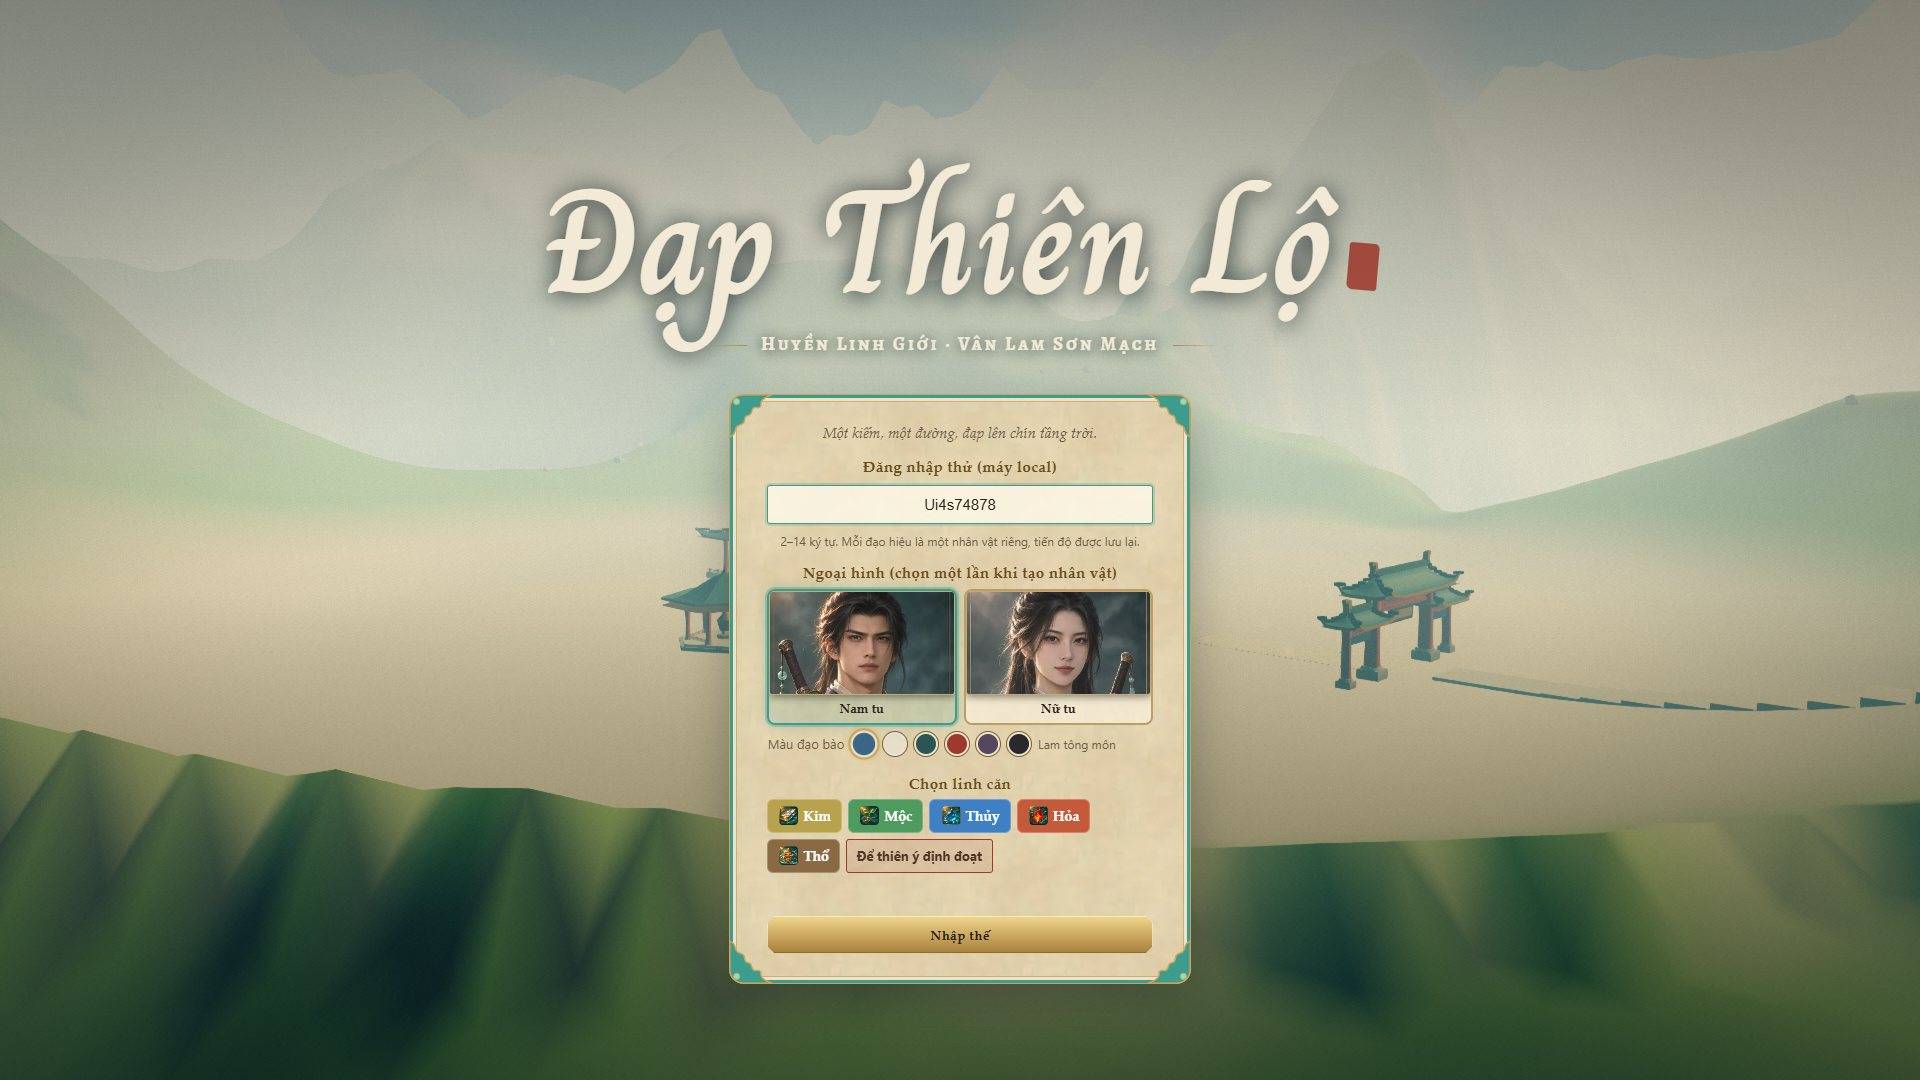 Đạp Thiên Lộ
Huyền Linh Giới · Vân Lam Sơn Mạch
Một kiếm, một đường, đạp lên chín tầng trời.
Đăng nhập thử (máy local)
Ui4s74878
2–14 ký tự. Mỗi đạo hiệu là một nhân vật riêng, tiến độ được lưu lại.
Ngoại hình (chọn một lần khi tạo nhân vật)
Nam tu
Nữ tu
Màu đạo bào
Lam tông môn
Chọn linh căn
Kim Mộc Thủy Hỏa
Thổ Để thiên ý định đoạt
Nhập thế